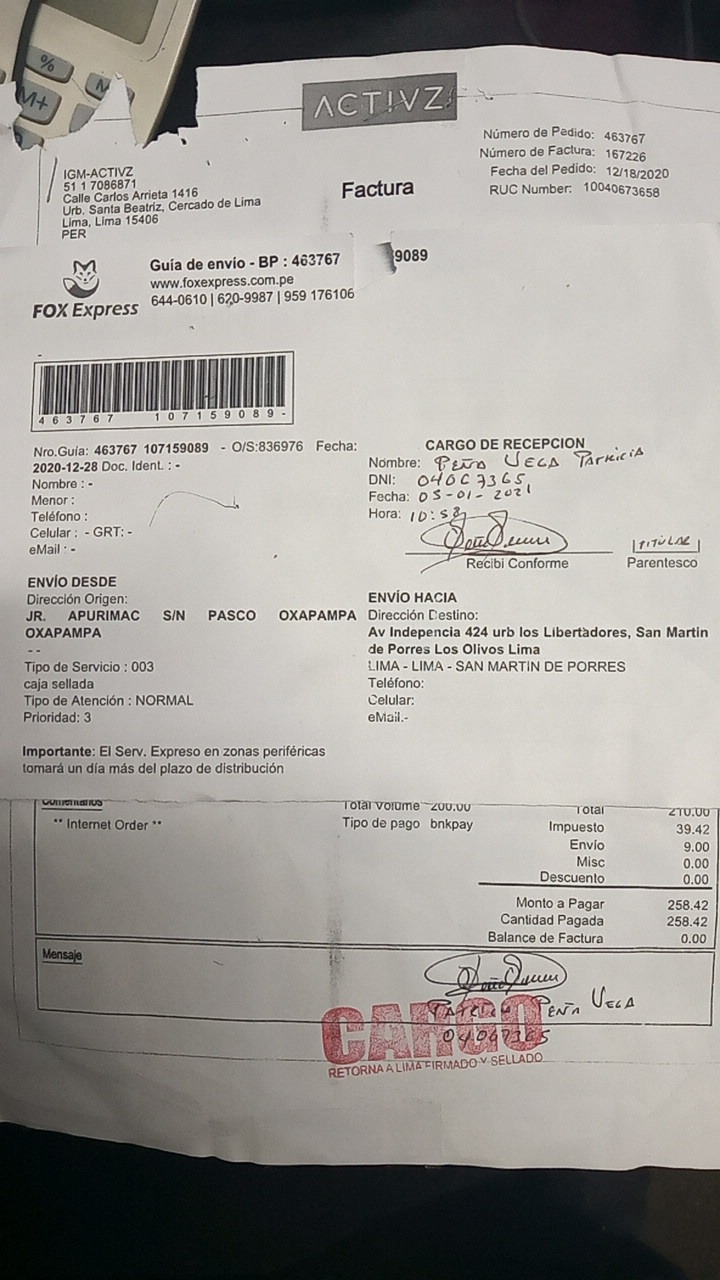 %
M+
ACTIVZ
Número de Pedido: 463767
Número de Factura: 167226
Fecha del Pedido: 12/18/2020
RUC Number: 10040673658
IGM-ACTIVZ
51 1 7086871
Calle Carlos Arrieta 1416
Urb. Santa Beatriz, Cercado de Lima
Lima, Lima 15406
PER
Factura
FOX Express
Guía de envío - BP : 463767
9089
www.foxexpress.com.pe
644-0610 | 620-9987 | 959 176106
463767 107159089-
Nro.Guía: 463767 107159089 - O/S:836976 Fecha:
2020-12-28 Doc. Ident. : -
Nombre : -
Menor :
Teléfono :
Celular : - GRT: -
eMail : -
CARGO DE RECEPCION
Nombre: PEÑA VEGA PATRICIA
DNI: 04067365
Fecha: 05-01-2021
Hora: 10:58
Recibi Conforme
TITULAR
Parentesco
ENVÍO DESDE
Dirección Origen:
JR. APURIMAC S/N PASCO OXAPAMPA
OXAPAMPA
- -
Tipo de Servicio : 003
caja sellada
Tipo de Atención : NORMAL
Prioridad: 3
ENVÍO HACIA
Dirección Destino:
Av Indepencia 424 urb los Libertadores, San Martin
de Porres Los Olivos Lima
LIMA - LIMA - SAN MARTIN DE PORRES
Teléfono:
Celular:
eMail.-
Importante: El Serv. Expreso en zonas periféricas
tomará un día más del plazo de distribución
Comentarios
** Internet Order **
Total Volume 200.00
Tipo de pago bnkpay
Total 210.00
Impuesto 39.42
Envío 9.00
Misc 0.00
Descuento 0.00
Monto a Pagar 258.42
Cantidad Pagada 258.42
Balance de Factura 0.00
Mensaje
PATRICIA PEÑA VEGA
04067365
CARGO
RETORNA A LIMA FIRMADO Y SELLADO